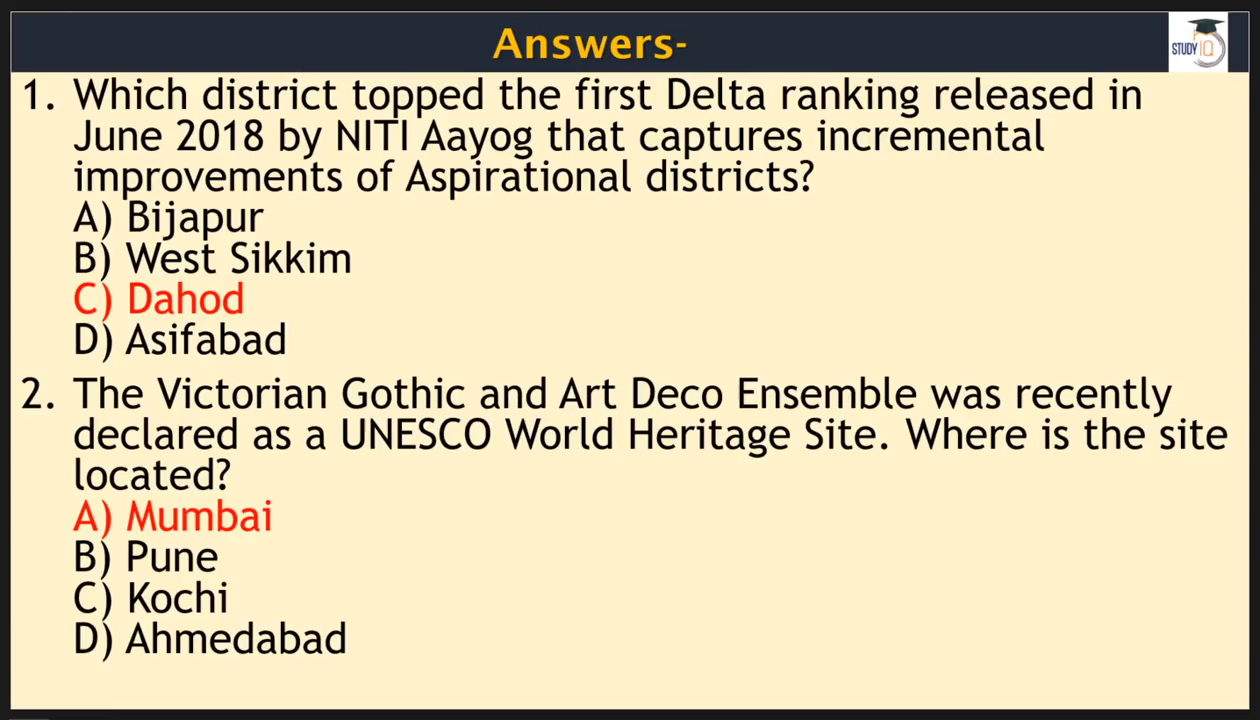 Answers-
STUDY IQ
1. Which district topped the first Delta ranking released in
June 2018 by NITI Aayog that captures incremental
improvements of Aspirational districts?
A) Bijapur
B) West Sikkim
C) Dahod
D) Asifabad
2. The Victorian Gothic and Art Deco Ensemble was recently
declared as a UNESCO World Heritage Site. Where is the site
located?
A) Mumbai
B) Pune
C) Kochi
D) Ahmedabad